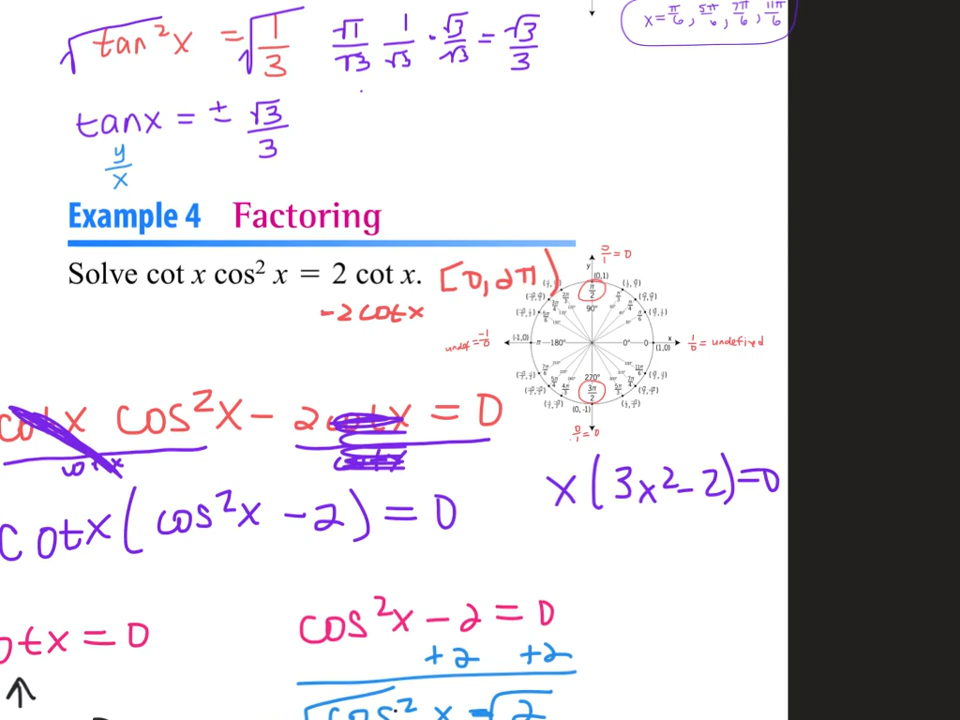 x = π/6, 5π/6, 7π/6, 11π/6
√tan²x = √1/3 √1/√3 1/√3 · √3/√3 = √3/3
tanx = ± √3/3
y/x
Example 4 Factoring
Solve cot x cos² x = 2 cot x. [0, 2π)
-2cotx
0/1 = 0
y
(0,1)
π/2
90°
undef = -1/0
(-1,0) π 180° 0° 0 x (1,0) 1/0 = undefined
270°
3π/2
(0, -1)
0/1 = 0
cotx cos²x - 2cotx = 0
cotx cotx
x(3x² - 2) = 0
cotx(cos²x - 2) = 0
otx = 0
cos²x - 2 = 0
+2 +2
√cos²x = √2